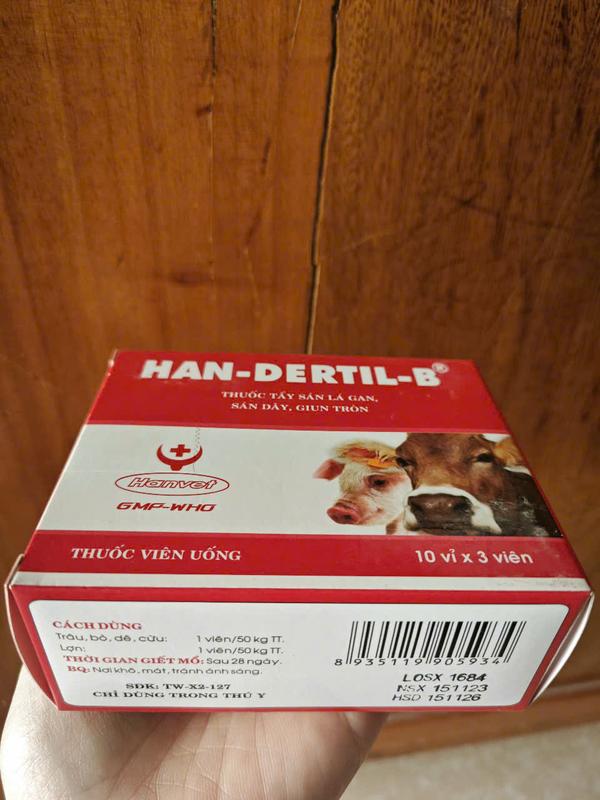 HAN-DERTIL-B®
THUỐC TẨY SÁN LÁ GAN,
SÁN DÂY, GIUN TRÒN
Hanvet
GMP-WHO
THUỐC VIÊN UỐNG
10 vỉ x 3 viên
CÁCH DÙNG
Trâu, bò, dê, cừu: 1 viên/50 kg TT.
Lợn: 1 viên/50 kg TT.
THỜI GIAN GIẾT MỔ: Sau 28 ngày.
BQ: Nơi khô, mát, tránh ánh sáng.
SĐK: TW-X2-127
CHỈ DÙNG TRONG THÚ Y
8 935119 905934
LOSX 1684
NSX 151123
HSD 151126